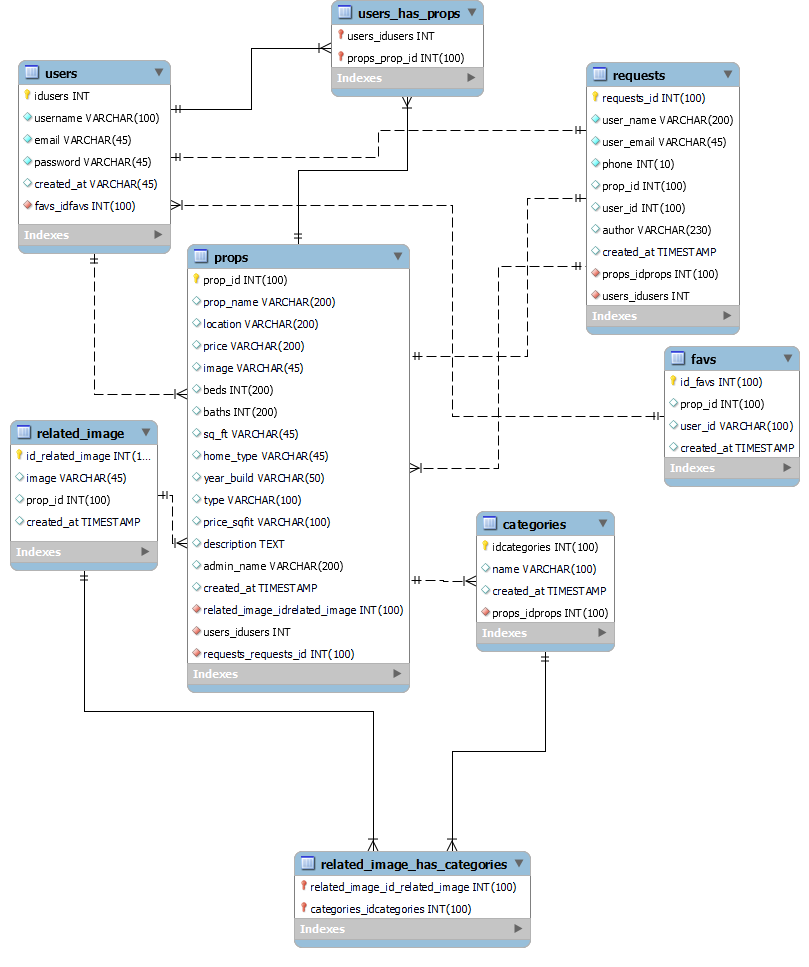 users_has_props
users_idusers INT
props_prop_id INT(100)
Indexes
users
idusers INT
username VARCHAR(100)
email VARCHAR(45)
password VARCHAR(45)
created_at VARCHAR(45)
favs_idfavs INT(100)
Indexes
requests
requests_id INT(100)
user_name VARCHAR(200)
user_email VARCHAR(45)
phone INT(10)
prop_id INT(100)
user_id INT(100)
author VARCHAR(230)
created_at TIMESTAMP
props_idprops INT(100)
users_idusers INT
Indexes
props
prop_id INT(100)
prop_name VARCHAR(200)
location VARCHAR(200)
price VARCHAR(200)
image VARCHAR(45)
beds INT(200)
baths INT(200)
sq_ft VARCHAR(45)
home_type VARCHAR(45)
year_build VARCHAR(50)
type VARCHAR(100)
price_sqfit VARCHAR(100)
description TEXT
admin_name VARCHAR(200)
created_at TIMESTAMP
related_image_idrelated_image INT(100)
users_idusers INT
requests_requests_id INT(100)
Indexes
favs
id_favs INT(100)
prop_id INT(100)
user_id VARCHAR(100)
created_at TIMESTAMP
Indexes
related_image
id_related_image INT(1...
image VARCHAR(45)
prop_id INT(100)
created_at TIMESTAMP
Indexes
categories
idcategories INT(100)
name VARCHAR(100)
created_at TIMESTAMP
props_idprops INT(100)
Indexes
related_image_has_categories
related_image_id_related_image INT(100)
categories_idcategories INT(100)
Indexes